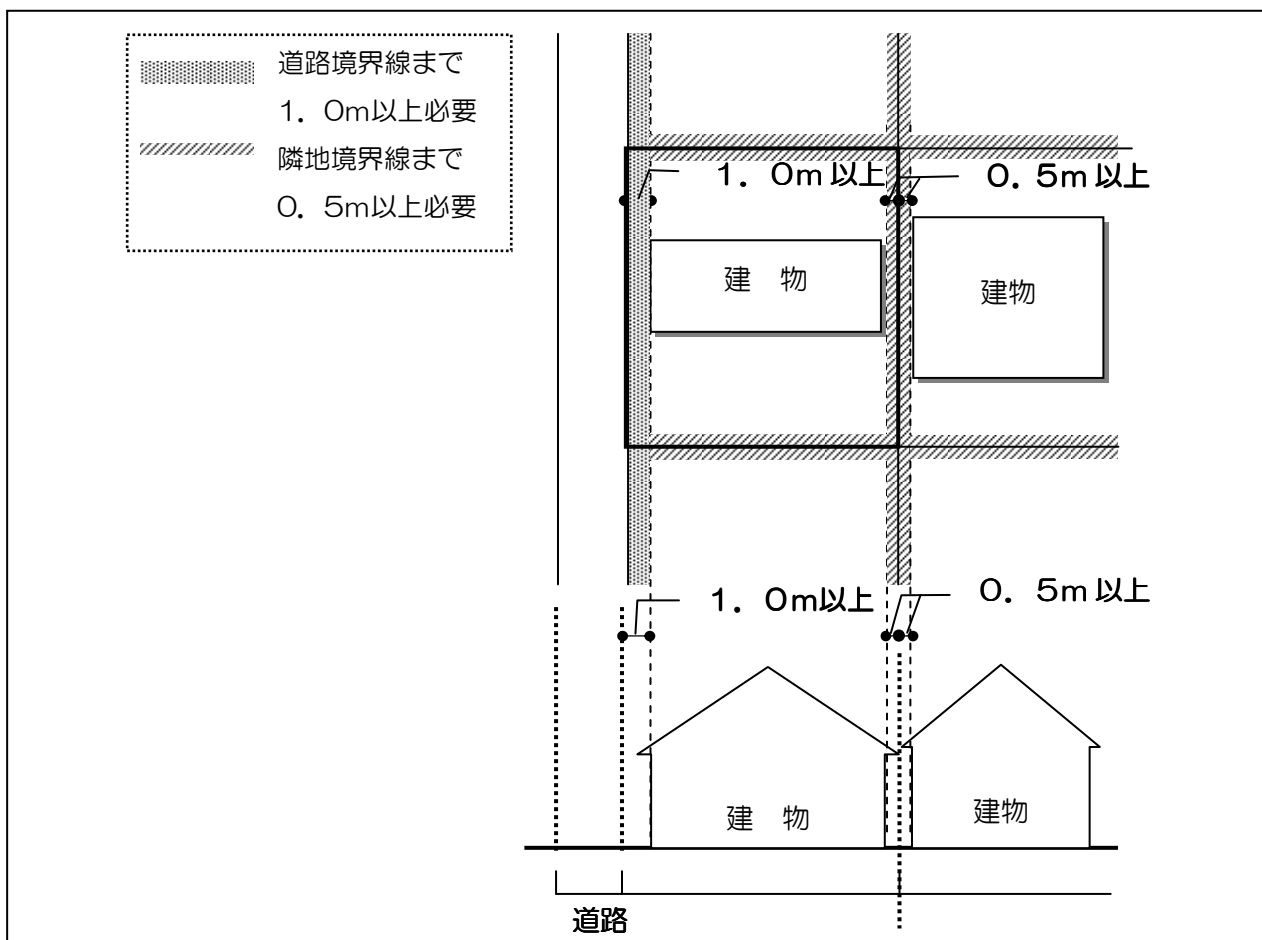 道路境界線まで
1．0m以上必要
隣地境界線まで
0．5m以上必要
1．0m以上
0．5m以上
建　物
建物
1．0m以上
0．5m以上
建　物
建物
道路